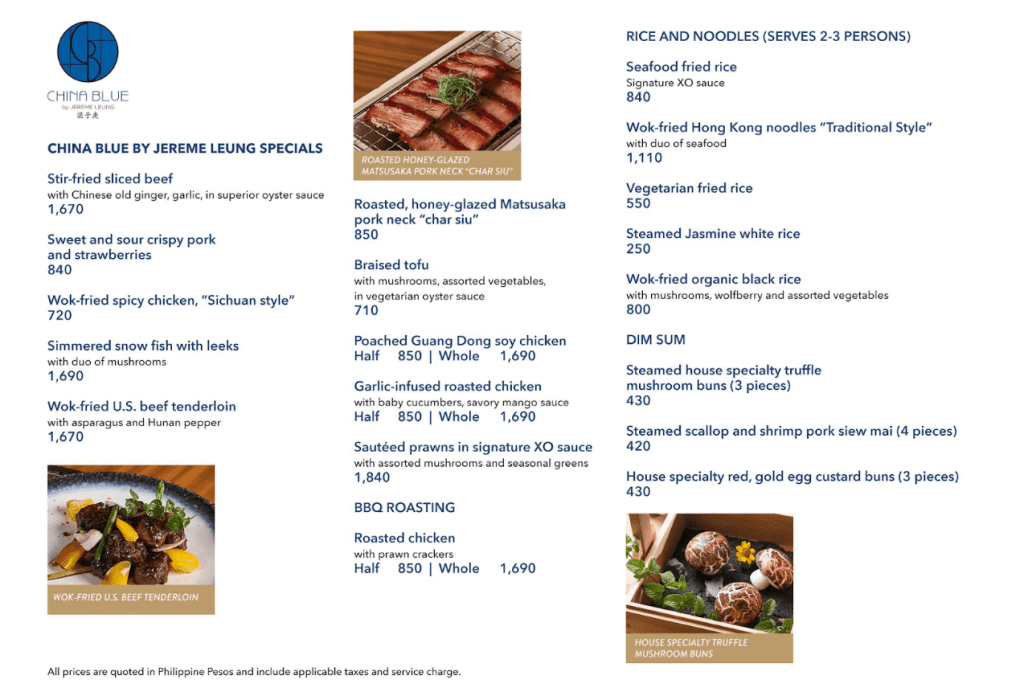 CHINA BLUE
by JEREME LEUNG
梁子庚
CHINA BLUE BY JEREME LEUNG SPECIALS
Stir-fried sliced beef
with Chinese old ginger, garlic, in superior oyster sauce
1,670
Sweet and sour crispy pork
and strawberries
840
Wok-fried spicy chicken, “Sichuan style”
720
Simmered snow fish with leeks
with duo of mushrooms
1,690
Wok-fried U.S. beef tenderloin
with asparagus and Hunan pepper
1,670
WOK-FRIED U.S. BEEF TENDERLOIN
ROASTED HONEY-GLAZED
MATSUSAKA PORK NECK “CHAR SIU”
Roasted, honey-glazed Matsusaka
pork neck “char siu”
850
Braised tofu
with mushrooms, assorted vegetables,
in vegetarian oyster sauce
710
Poached Guang Dong soy chicken
Half 850 | Whole 1,690
Garlic-infused roasted chicken
with baby cucumbers, savory mango sauce
Half 850 | Whole 1,690
Sautéed prawns in signature XO sauce
with assorted mushrooms and seasonal greens
1,840
BBQ ROASTING
Roasted chicken
with prawn crackers
Half 850 | Whole 1,690
RICE AND NOODLES (SERVES 2-3 PERSONS)
Seafood fried rice
Signature XO sauce
840
Wok-fried Hong Kong noodles “Traditional Style”
with duo of seafood
1,110
Vegetarian fried rice
550
Steamed Jasmine white rice
250
Wok-fried organic black rice
with mushrooms, wolfberry and assorted vegetables
800
DIM SUM
Steamed house specialty truffle
mushroom buns (3 pieces)
430
Steamed scallop and shrimp pork siew mai (4 pieces)
420
House specialty red, gold egg custard buns (3 pieces)
430
HOUSE SPECIALTY TRUFFLE
MUSHROOM BUNS
All prices are quoted in Philippine Pesos and include applicable taxes and service charge.